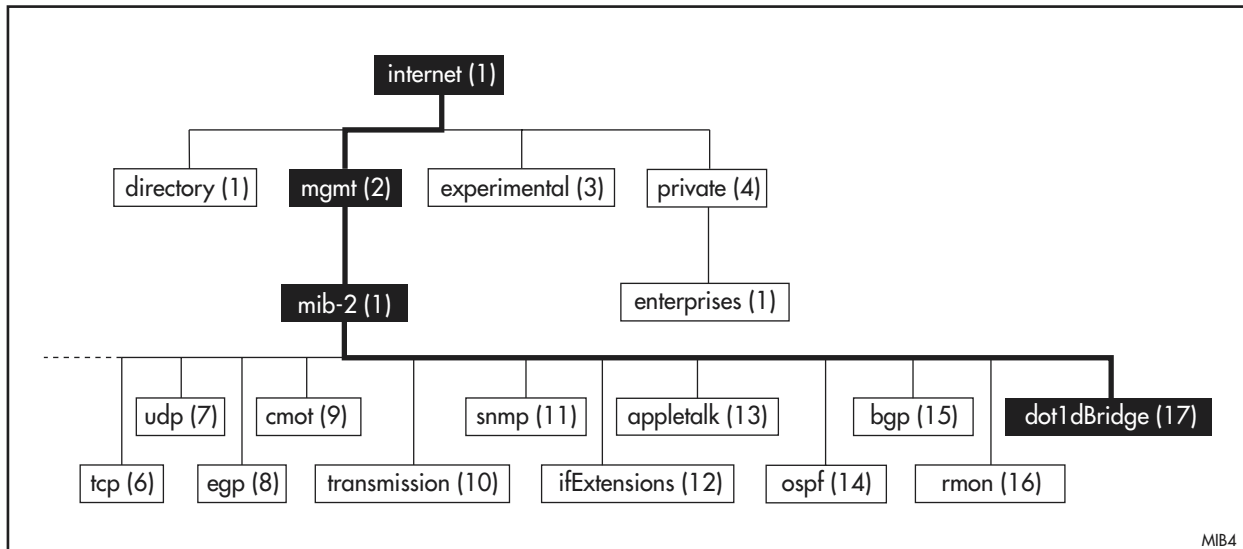 internet (1)
directory (1)
mgmt (2)
experimental (3)
private (4)
mib-2 (1)
enterprises (1)
udp (7)
cmot (9)
snmp (11)
appletalk (13)
bgp (15)
dot1dBridge (17)
tcp (6)
egp (8)
transmission (10)
ifExtensions (12)
ospf (14)
rmon (16)
MIB4